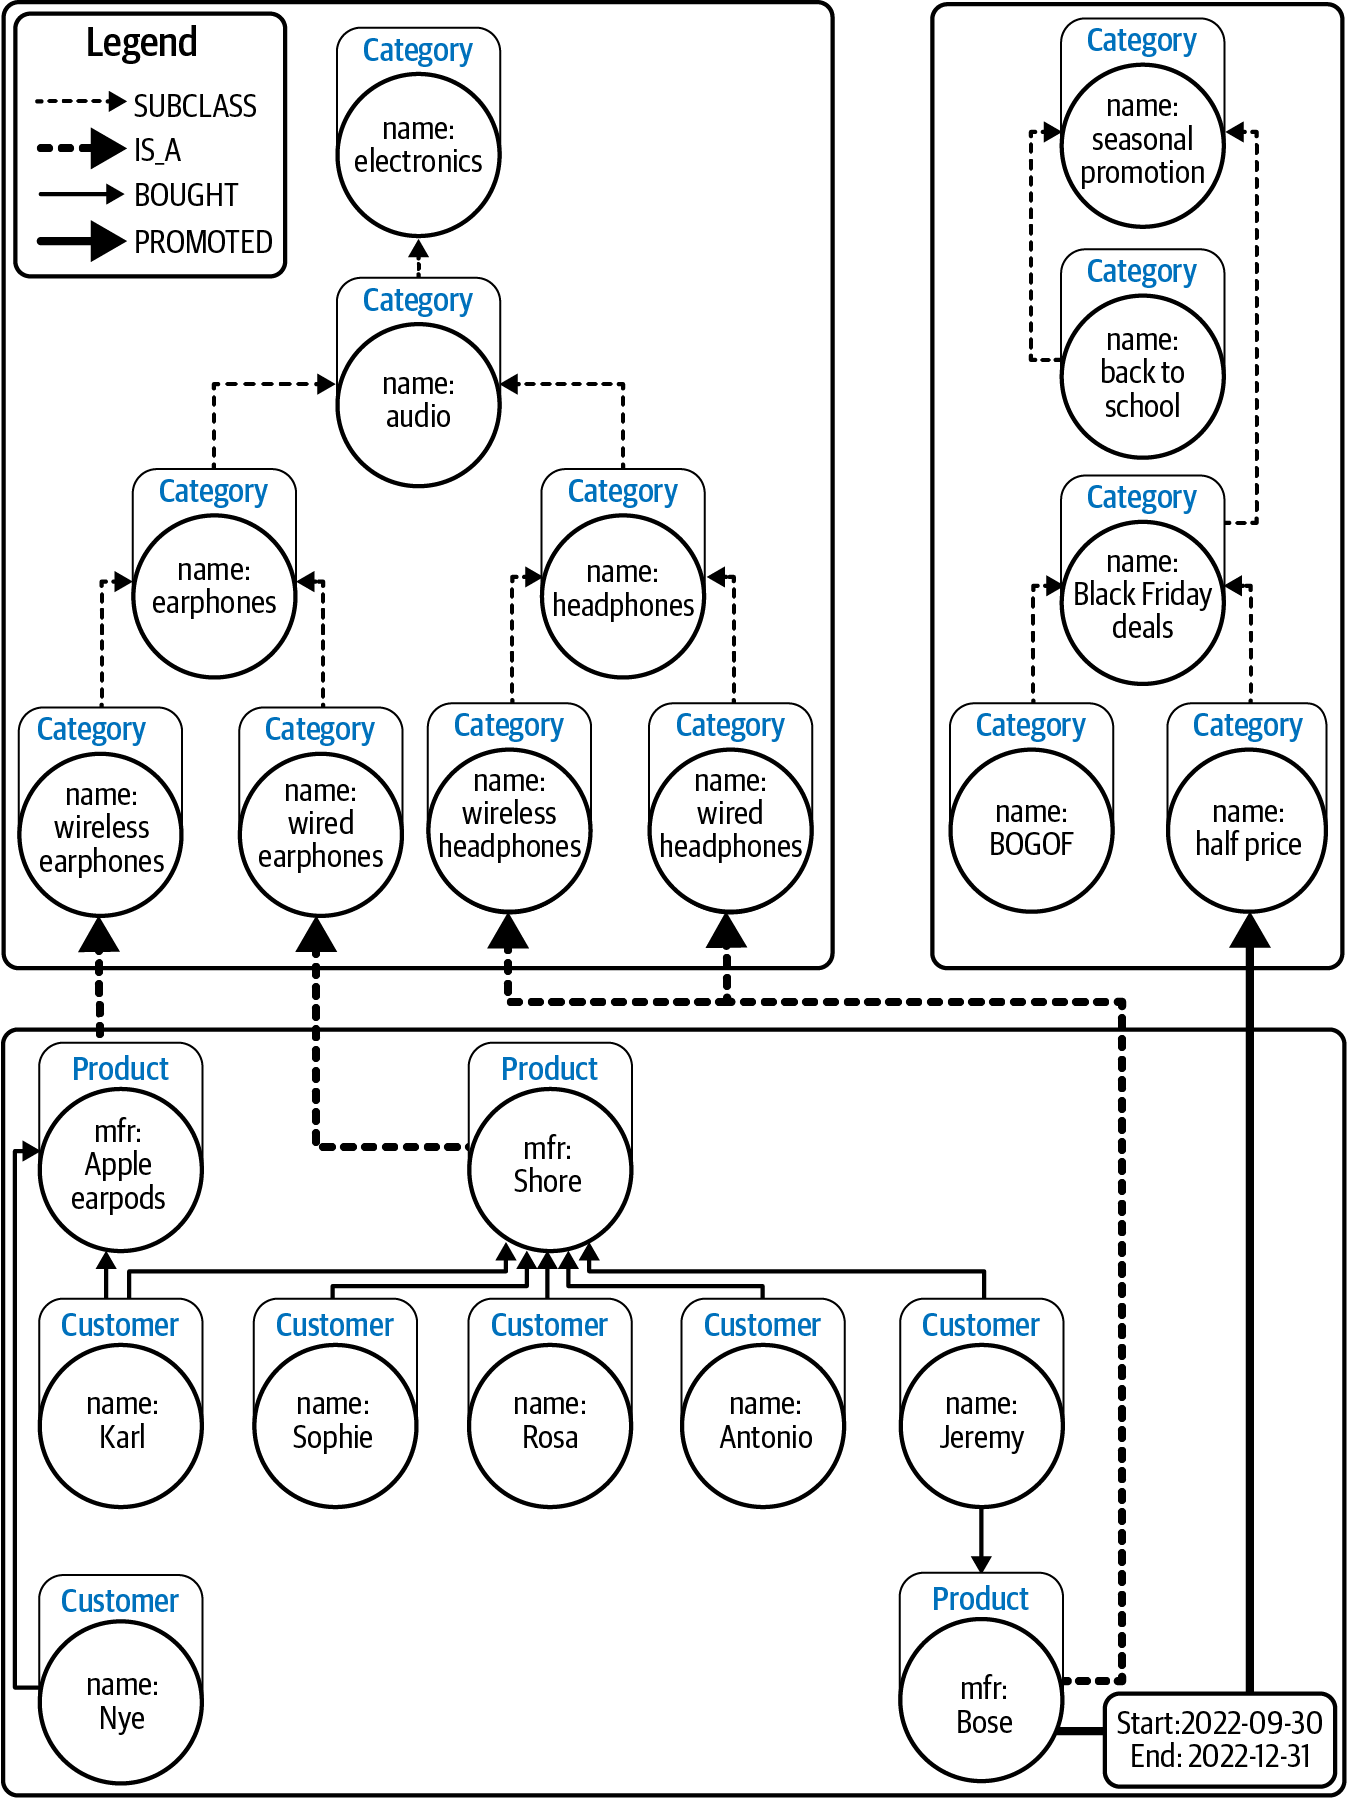 Legend
SUBCLASS
IS_A
BOUGHT
PROMOTED
Category
name:
electronics
Category
name:
audio
Category
name:
earphones
Category
name:
headphones
Category
name:
wireless
earphones
Category
name:
wired
earphones
Category
name:
wireless
headphones
Category
name:
wired
headphones
Category
name:
seasonal
promotion
Category
name:
back to
school
Category
name:
Black Friday
deals
Category
name:
BOGOF
Category
name:
half price
Product
mfr:
Apple
earpods
Product
mfr:
Shore
Customer
name:
Karl
Customer
name:
Sophie
Customer
name:
Rosa
Customer
name:
Antonio
Customer
name:
Jeremy
Customer
name:
Nye
Product
mfr:
Bose
Start:2022-09-30
End: 2022-12-31